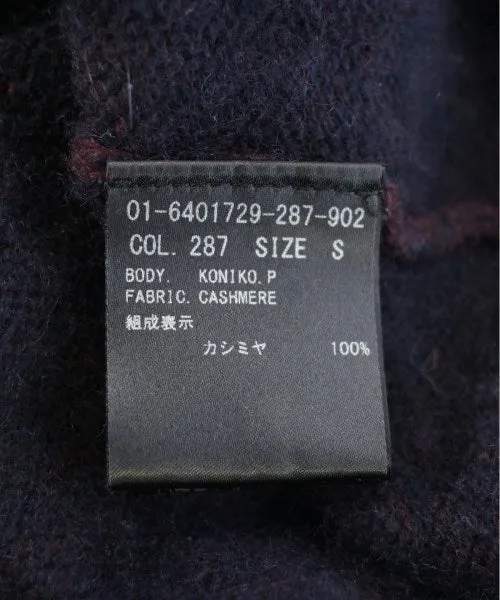 01-6401729-287-902
COL. 287 SIZE S
BODY. KONIKO.P
FABRIC. CASHMERE
組成表示
カシミヤ 100%